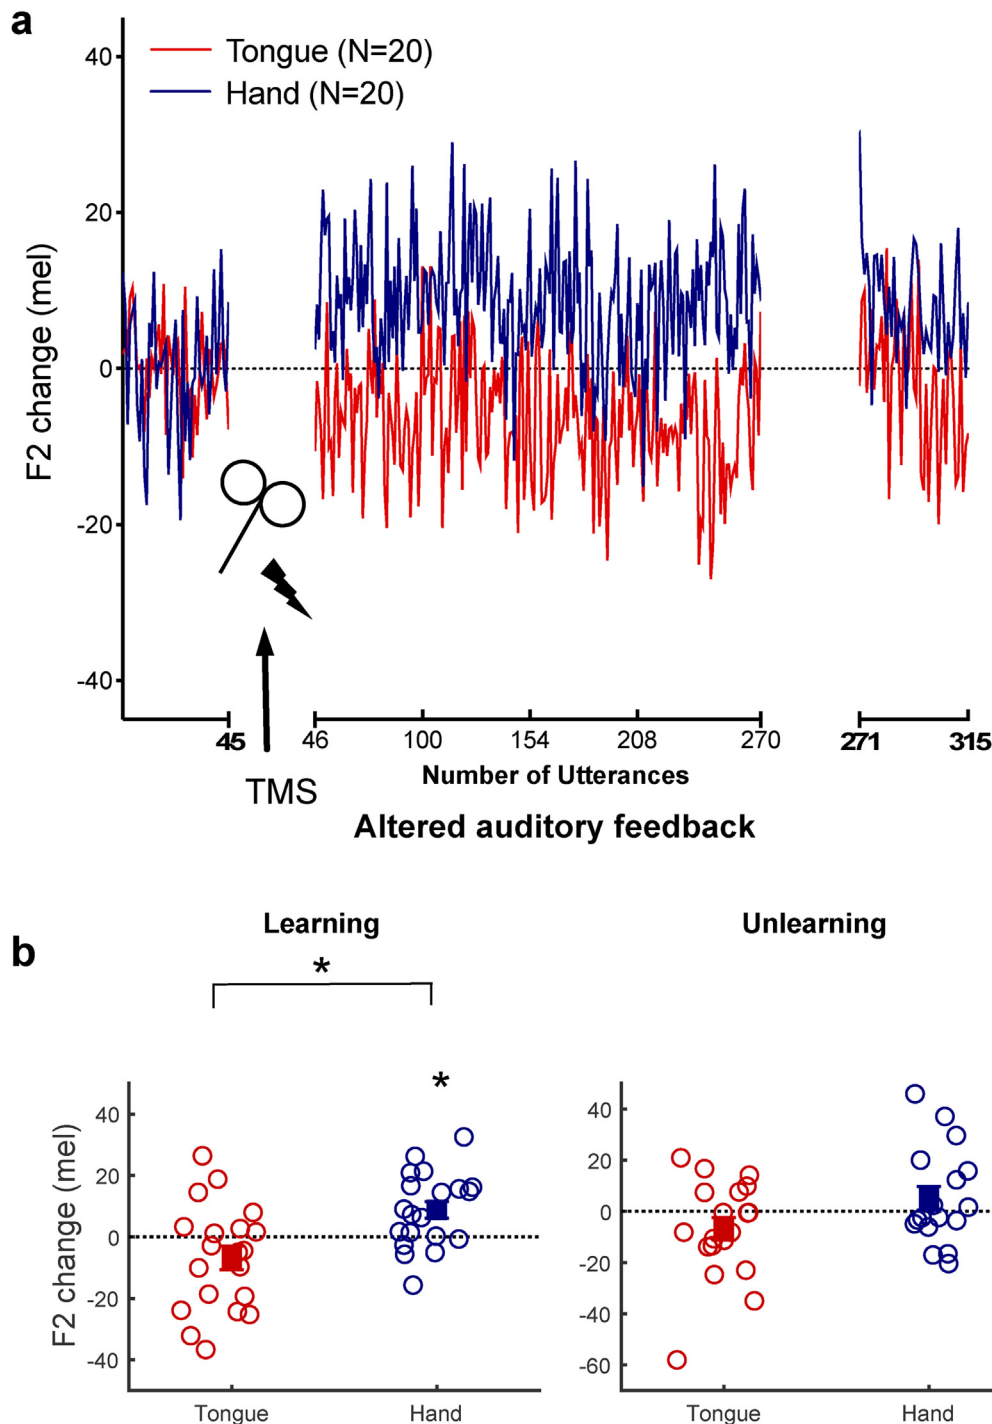 a
Tongue (N=20)
Hand (N=20)
40
20
0
-20
-40
F2 change (mel)
45
46
100
154
208
270
271
315
Number of Utterances
TMS
Altered auditory feedback
b
Learning
Unlearning
*
*
F2 change (mel)
40
20
0
-20
-40
Tongue
Hand
40
20
0
-20
-40
-60
Tongue
Hand